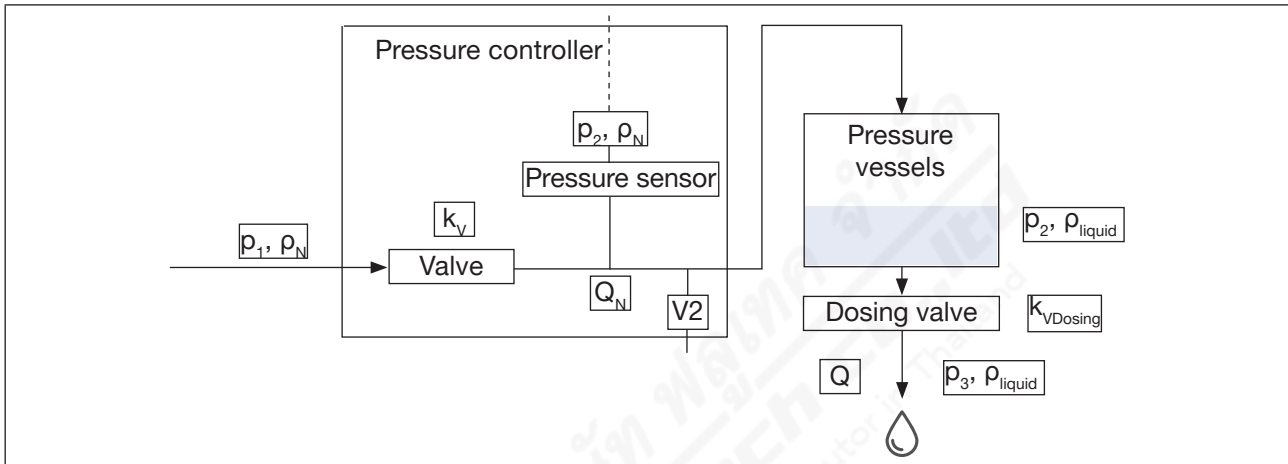 Pressure controller
p₂, ρN
Pressure sensor
kV
p₁, ρN
Valve
QN
V2
Pressure
vessels
p₂, ρliquid
Dosing valve
kVDosing
Q
p₃, ρliquid